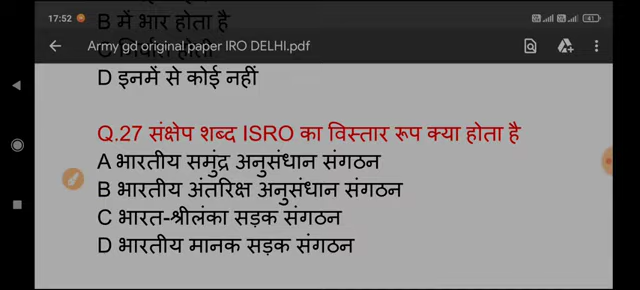 17:52
41
B में भार होता है
Army gd original paper IRO DELHI.pdf
D इनमें से कोई नहीं
Q.27 संक्षेप शब्द ISRO का विस्तार रूप क्या होता है
A भारतीय समुंद्र अनुसंधान संगठन
B भारतीय अंतरिक्ष अनुसंधान संगठन
C भारत-श्रीलंका सड़क संगठन
D भारतीय मानक सड़क संगठन